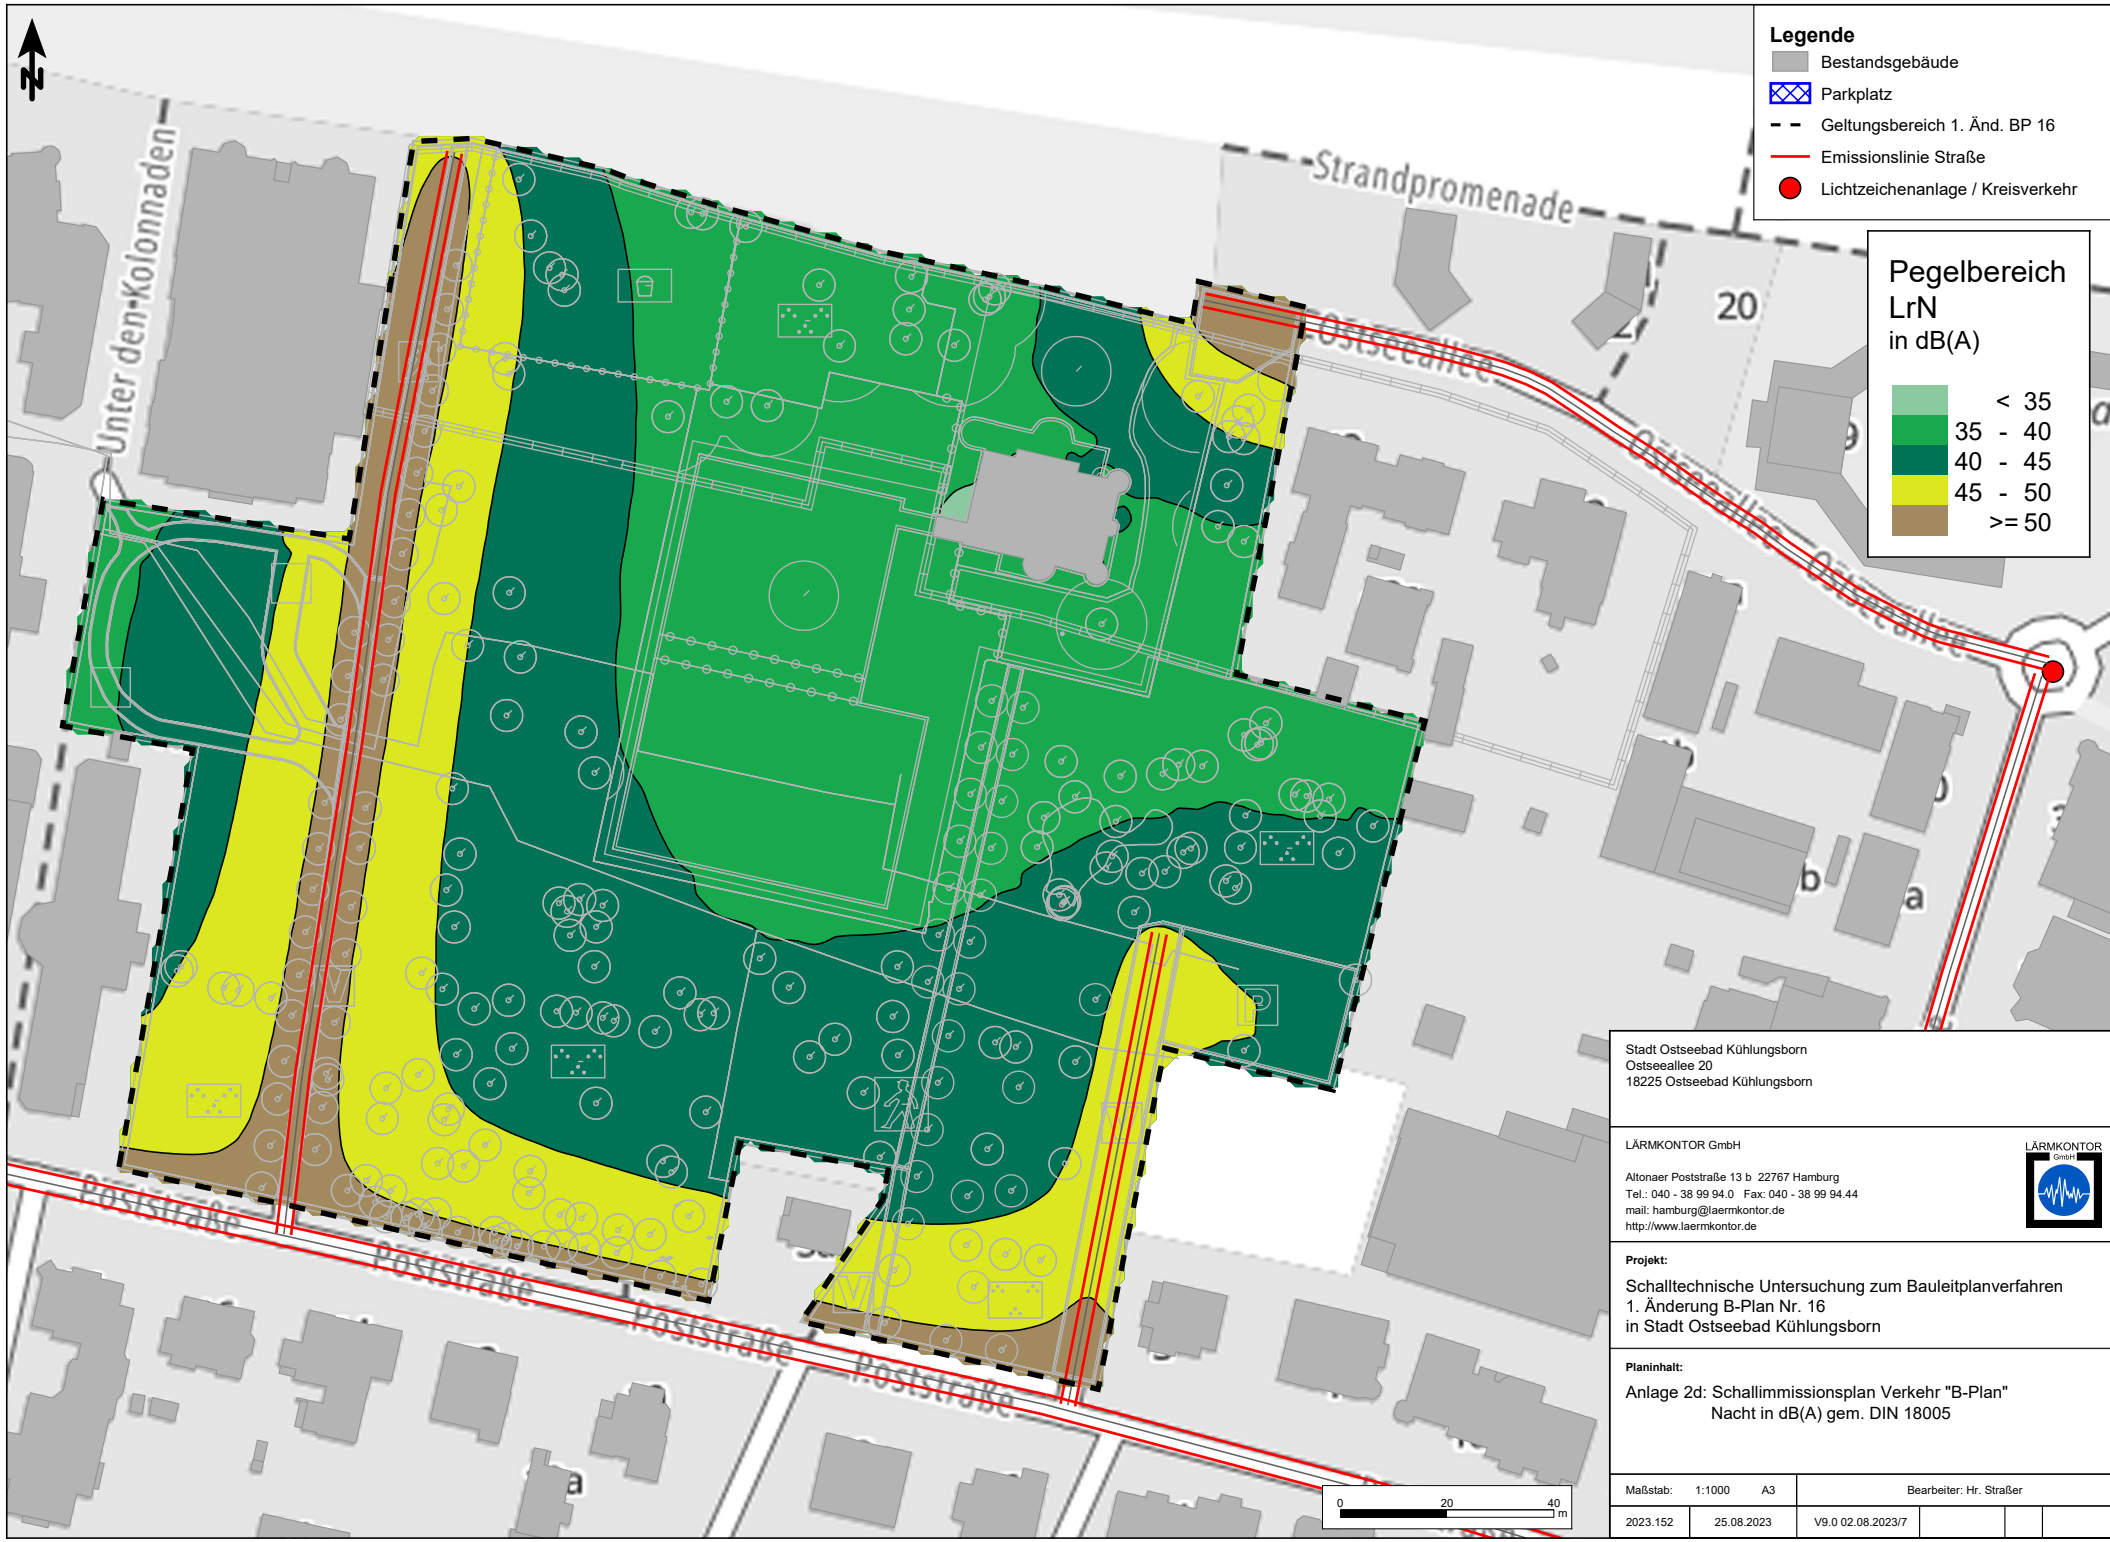 N
Legende
Bestandsgebäude
Parkplatz
Geltungsbereich 1. Änd. BP 16
Emissionslinie Straße
Lichtzeichenanlage / Kreisverkehr
Pegelbereich
LrN
in dB(A)
< 35
35 - 40
40 - 45
45 - 50
>= 50
Unter den Kolonnaden
Strandpromenade
20
Ostseeallee
Ostseeallee
Ostseeallee
Ostseeallee
b
a
Poststraße
Poststraße
Poststraße
Poststraße
a
0 20 40
m
Stadt Ostseebad Kühlungsborn
Ostseeallee 20
18225 Ostseebad Kühlungsborn
LÄRMKONTOR GmbH
Altonaer Poststraße 13 b 22767 Hamburg
Tel.: 040 - 38 99 94.0 Fax: 040 - 38 99 94.44
mail: hamburg@laermkontor.de
http://www.laermkontor.de
LÄRMKONTOR
GmbH
Projekt:
Schalltechnische Untersuchung zum Bauleitplanverfahren
1. Änderung B-Plan Nr. 16
in Stadt Ostseebad Kühlungsborn
Planinhalt:
Anlage 2d: Schallimmissionsplan Verkehr "B-Plan"
Nacht in dB(A) gem. DIN 18005
Maßstab: 1:1000 A3
Bearbeiter: Hr. Straßer
2023.152
25.08.2023
V9.0 02.08.2023/7